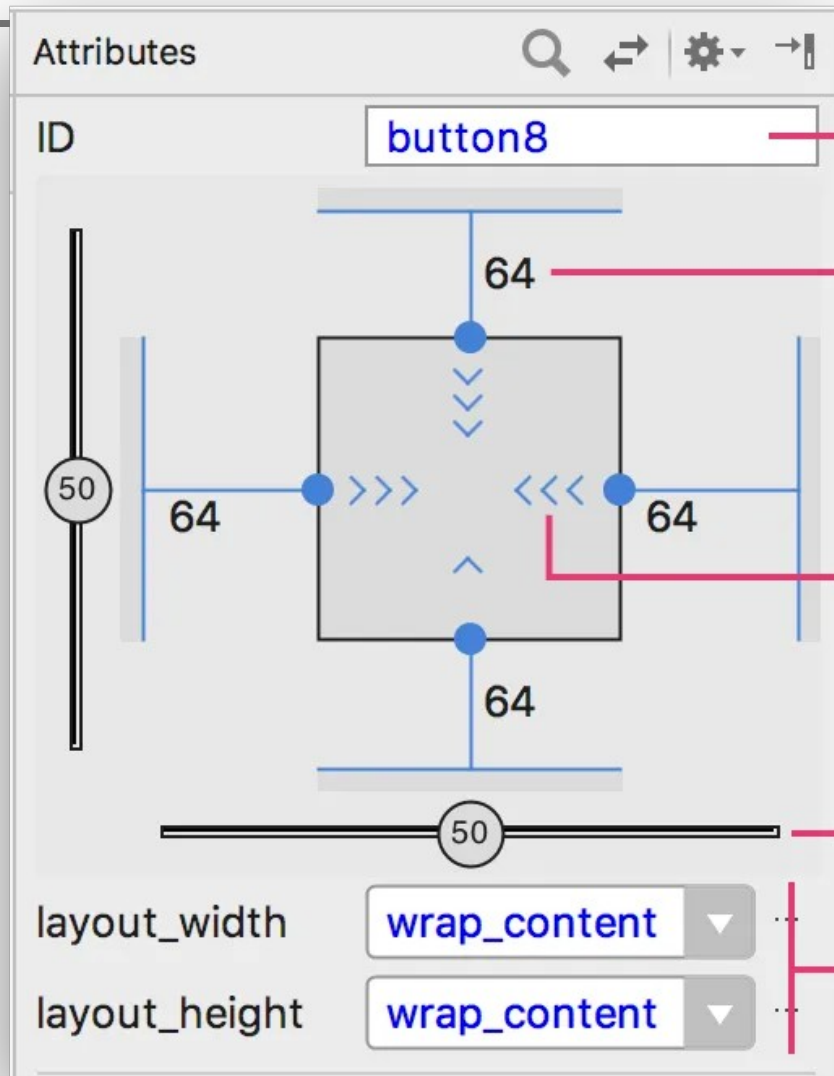 Attributes
ID
button8
64
50
64
64
64
50
layout_width
wrap_content
layout_height
wrap_content